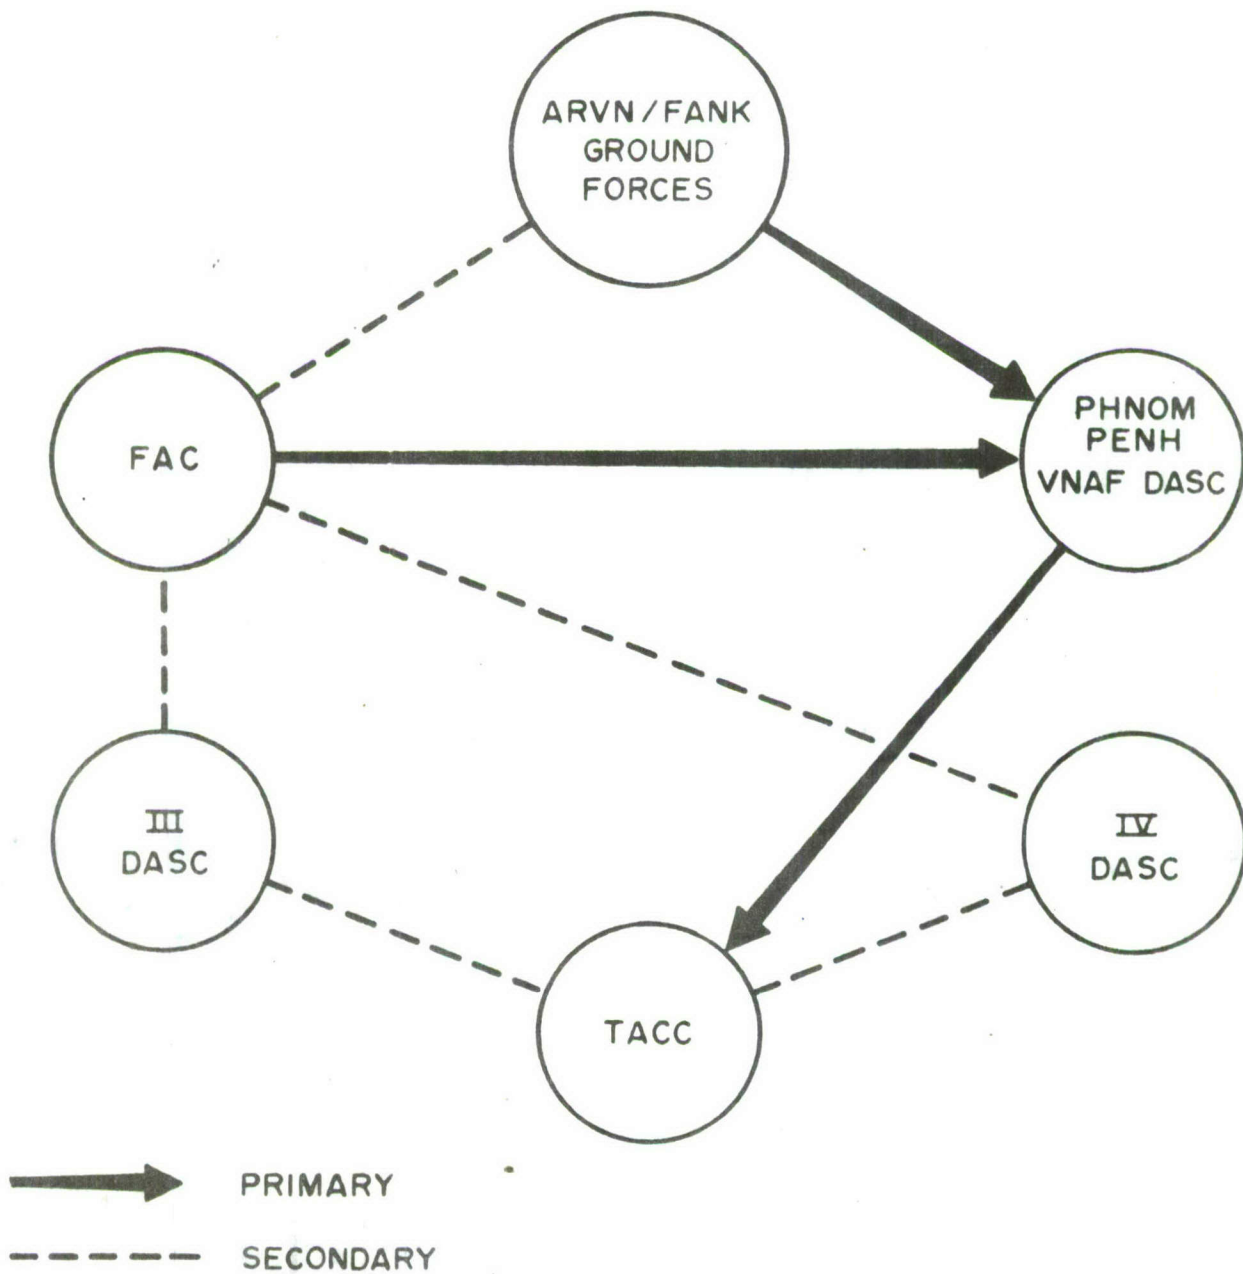 ARVN/FANK
GROUND
FORCES
FAC
PHNOM
PENH
VNAF DASC
III
DASC
IV
DASC
TACC
PRIMARY
SECONDARY